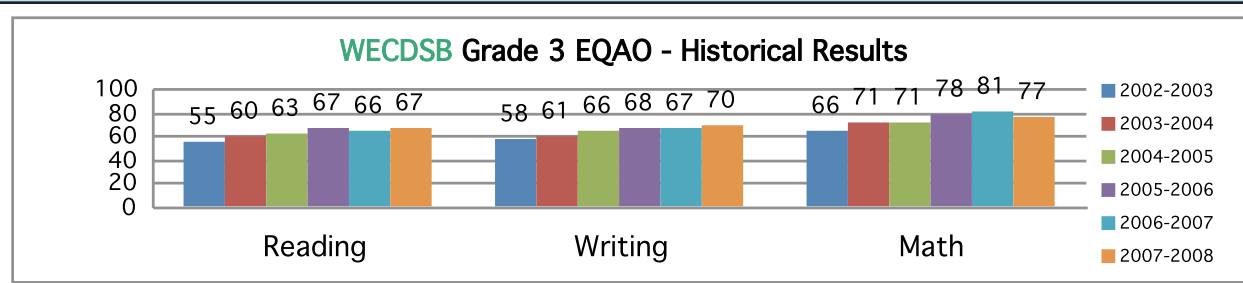 WECDSB Grade 3 EQAO - Historical Results
100
80
60
40
20
0
55 60 63 67 66 67
58 61 66 68 67 70
66 71 71 78 81 77
Reading
Writing
Math
2002-2003
2003-2004
2004-2005
2005-2006
2006-2007
2007-2008